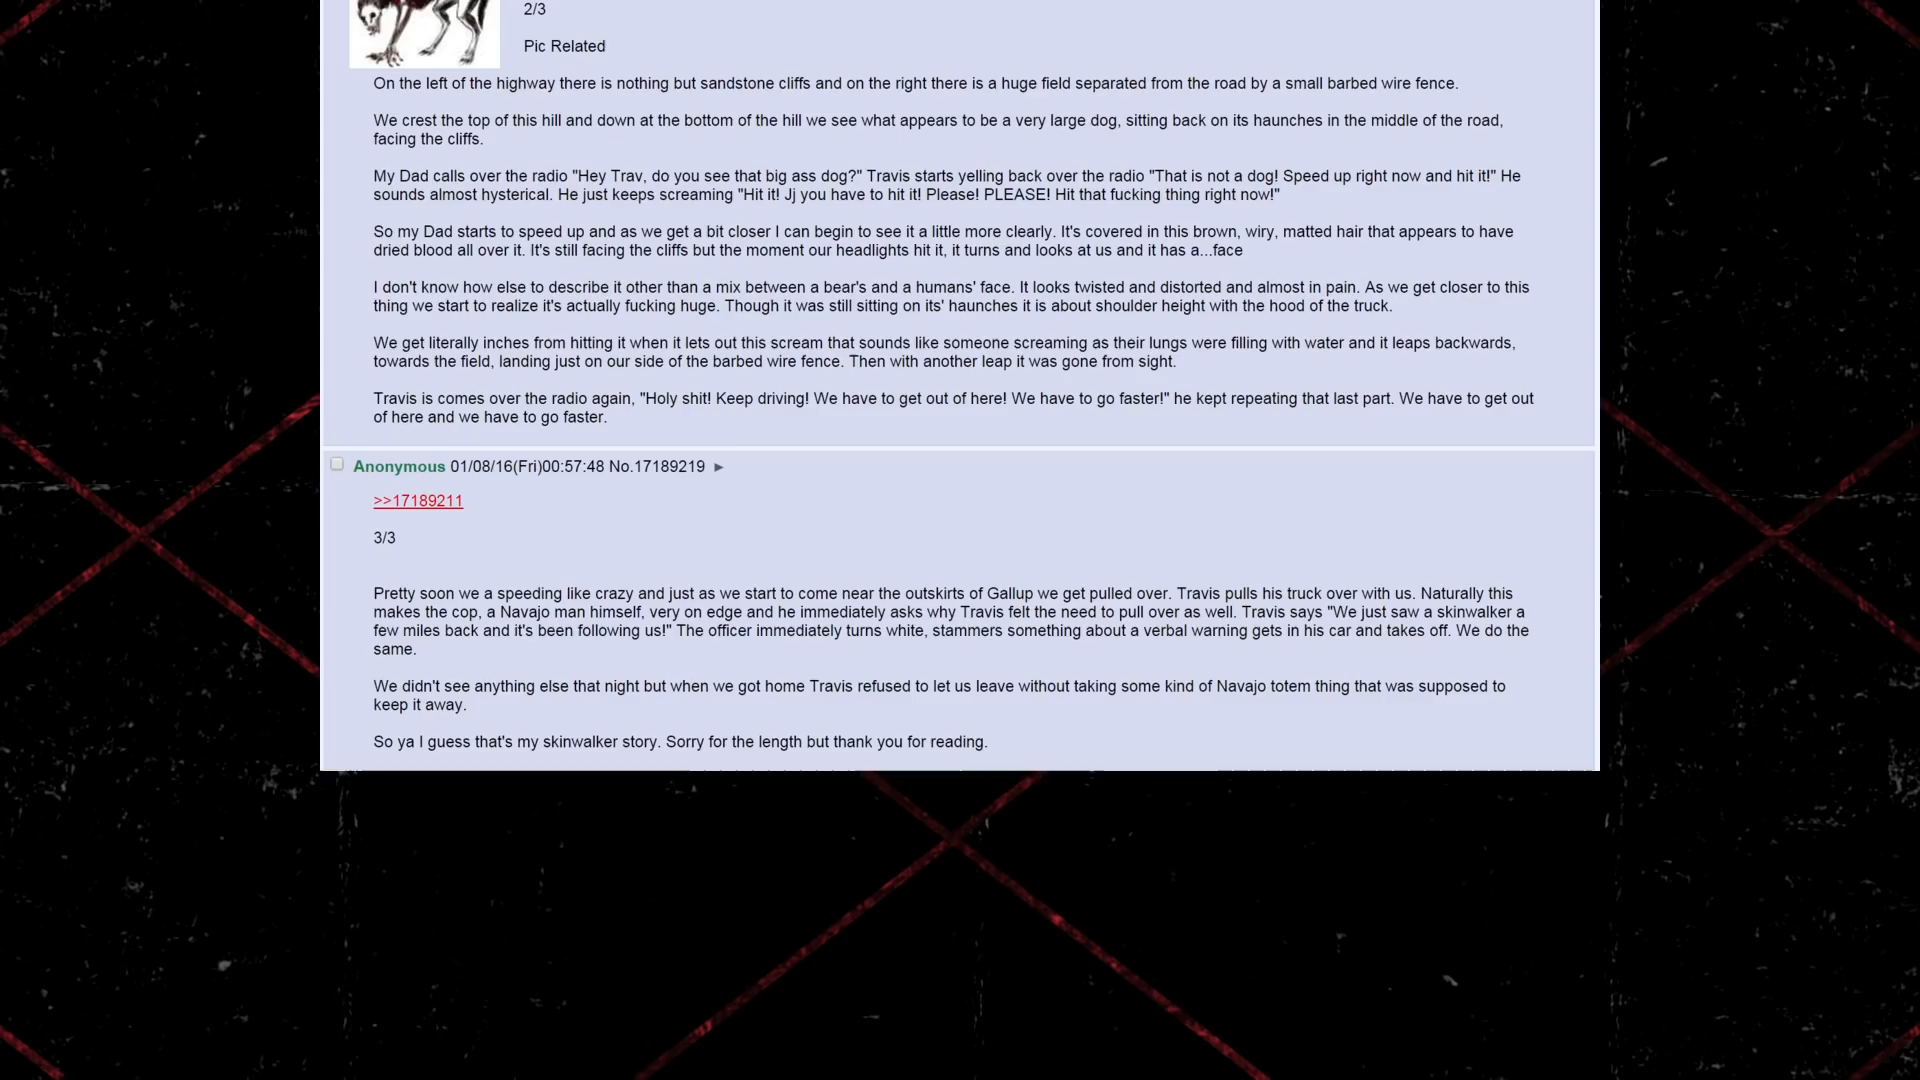 2/3
Pic Related
On the left of the highway there is nothing but sandstone cliffs and on the right there is a huge field separated from the road by a small barbed wire fence.
We crest the top of this hill and down at the bottom of the hill we see what appears to be a very large dog, sitting back on its haunches in the middle of the road,
facing the cliffs.
My Dad calls over the radio "Hey Trav, do you see that big ass dog?" Travis starts yelling back over the radio "That is not a dog! Speed up right now and hit it!" He
sounds almost hysterical. He just keeps screaming "Hit it! Jj you have to hit it! Please! PLEASE! Hit that fucking thing right now!"
So my Dad starts to speed up and as we get a bit closer I can begin to see it a little more clearly. It's covered in this brown, wiry, matted hair that appears to have
dried blood all over it. It's still facing the cliffs but the moment our headlights hit it, it turns and looks at us and it has a...face
I don't know how else to describe it other than a mix between a bear's and a humans' face. It looks twisted and distorted and almost in pain. As we get closer to this
thing we start to realize it's actually fucking huge. Though it was still sitting on its' haunches it is about shoulder height with the hood of the truck.
We get literally inches from hitting it when it lets out this scream that sounds like someone screaming as their lungs were filling with water and it leaps backwards,
towards the field, landing just on our side of the barbed wire fence. Then with another leap it was gone from sight.
Travis is comes over the radio again, "Holy shit! Keep driving! We have to get out of here! We have to go faster!" he kept repeating that last part. We have to get out
of here and we have to go faster.
Anonymous 01/08/16(Fri)00:57:48 No.17189219 ▶
>>17189211
3/3
Pretty soon we a speeding like crazy and just as we start to come near the outskirts of Gallup we get pulled over. Travis pulls his truck over with us. Naturally this
makes the cop, a Navajo man himself, very on edge and he immediately asks why Travis felt the need to pull over as well. Travis says "We just saw a skinwalker a
few miles back and it's been following us!" The officer immediately turns white, stammers something about a verbal warning gets in his car and takes off. We do the
same.
We didn't see anything else that night but when we got home Travis refused to let us leave without taking some kind of Navajo totem thing that was supposed to
keep it away.
So ya I guess that's my skinwalker story. Sorry for the length but thank you for reading.